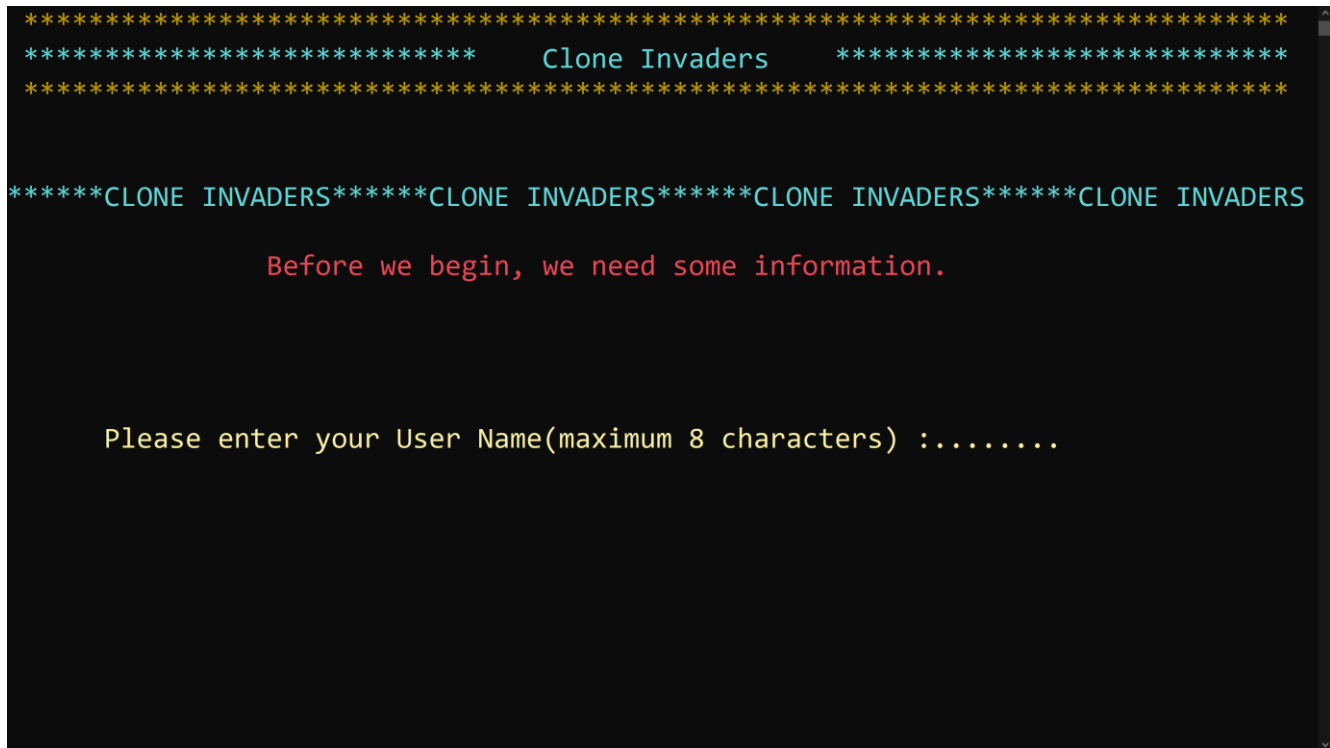 ******************************************************************************
****************************    Clone Invaders    ****************************
******************************************************************************
******CLONE INVADERS******CLONE INVADERS******CLONE INVADERS******CLONE INVADERS
Before we begin, we need some information.
Please enter your User Name(maximum 8 characters) :........